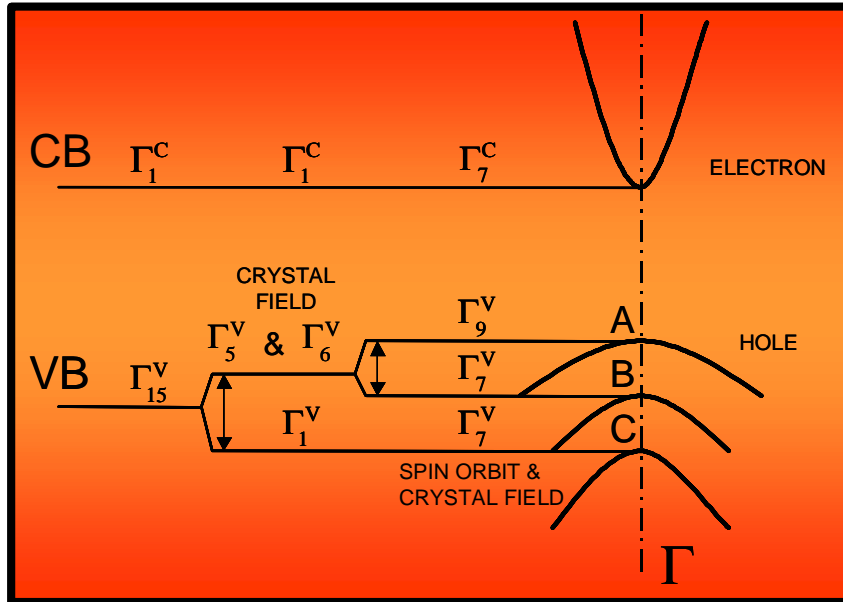 CB Γ₁ᶜ Γ₁ᶜ Γ₇ᶜ
ELECTRON
CRYSTAL
FIELD
Γ₅ⱽ & Γ₆ⱽ
Γ₉ⱽ A
HOLE
VB Γ₁₅ⱽ
Γ₇ⱽ B
Γ₁ⱽ Γ₇ⱽ C
SPIN ORBIT &
CRYSTAL FIELD
Γ